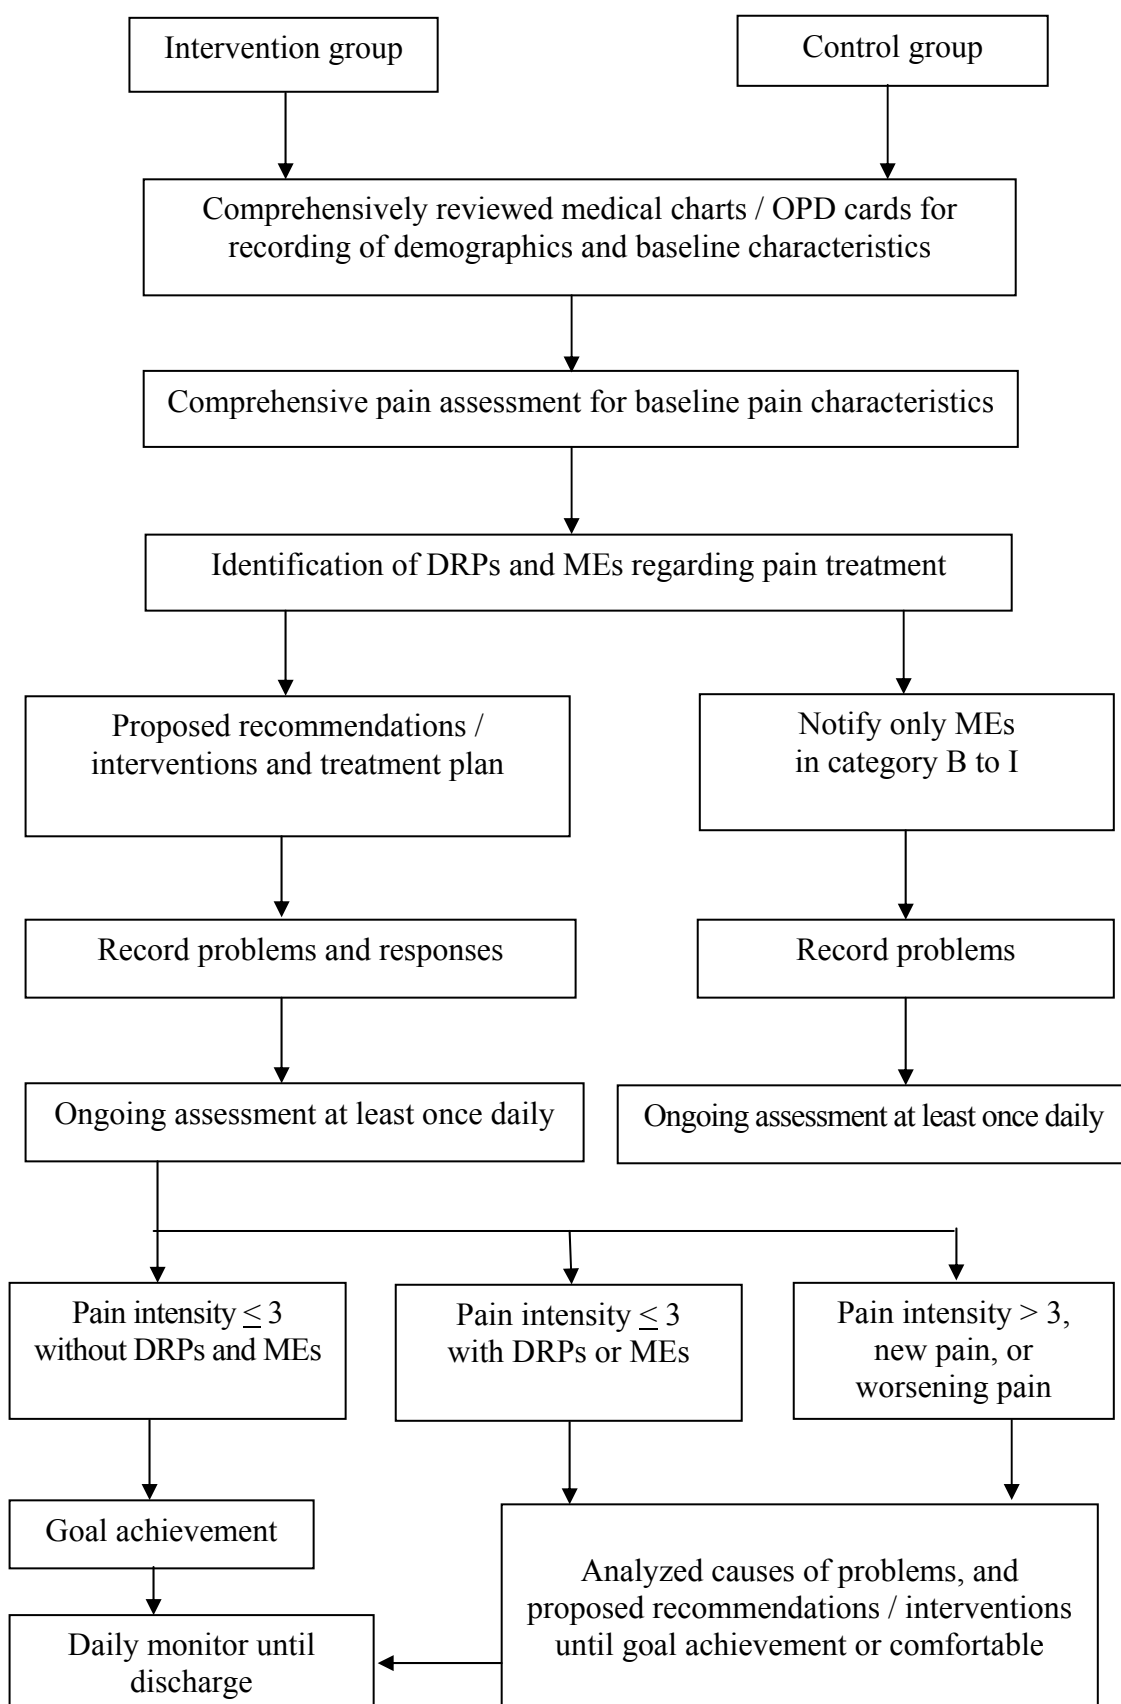 Intervention group
Control group
Comprehensively reviewed medical charts / OPD cards for
recording of demographics and baseline characteristics
Comprehensive pain assessment for baseline pain characteristics
Identification of DRPs and MEs regarding pain treatment
Proposed recommendations /
interventions and treatment plan
Notify only MEs
in category B to I
Record problems and responses
Record problems
Ongoing assessment at least once daily
Ongoing assessment at least once daily
Pain intensity ≤ 3
without DRPs and MEs
Pain intensity ≤ 3
with DRPs or MEs
Pain intensity > 3,
new pain, or
worsening pain
Goal achievement
Analyzed causes of problems, and
proposed recommendations / interventions
until goal achievement or comfortable
Daily monitor until
discharge